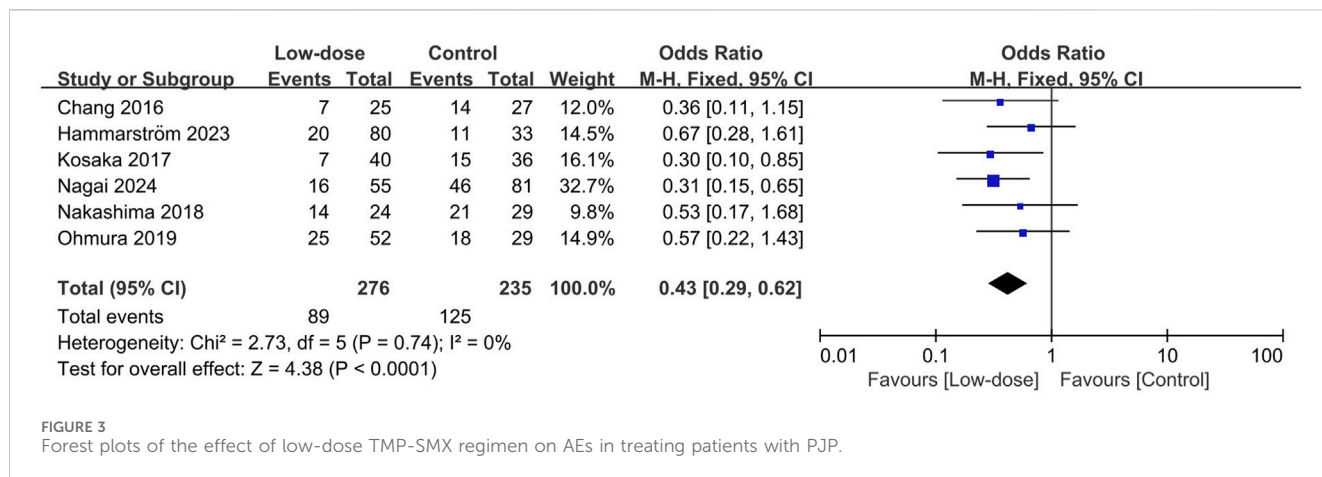 Low-dose Control Odds Ratio Odds Ratio
Study or Subgroup Events Total Events Total Weight M-H, Fixed, 95% CI M-H, Fixed, 95% CI
Chang 2016 7 25 14 27 12.0% 0.36 [0.11, 1.15]
Hammarström 2023 20 80 11 33 14.5% 0.67 [0.28, 1.61]
Kosaka 2017 7 40 15 36 16.1% 0.30 [0.10, 0.85]
Nagai 2024 16 55 46 81 32.7% 0.31 [0.15, 0.65]
Nakashima 2018 14 24 21 29 9.8% 0.53 [0.17, 1.68]
Ohmura 2019 25 52 18 29 14.9% 0.57 [0.22, 1.43]
Total (95% CI) 276 235 100.0% 0.43 [0.29, 0.62]
Total events 89 125
Heterogeneity: Chi² = 2.73, df = 5 (P = 0.74); I² = 0%
Test for overall effect: Z = 4.38 (P < 0.0001)
0.01 0.1 1 10 100
Favours [Low-dose] Favours [Control]
FIGURE 3
Forest plots of the effect of low-dose TMP-SMX regimen on AEs in treating patients with PJP.